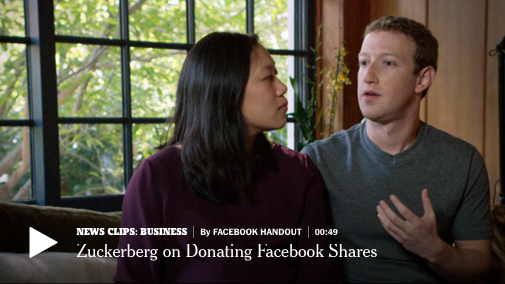 NEWS CLIPS: BUSINESS | By FACEBOOK HANDOUT | 00:49
Zuckerberg on Donating Facebook Shares